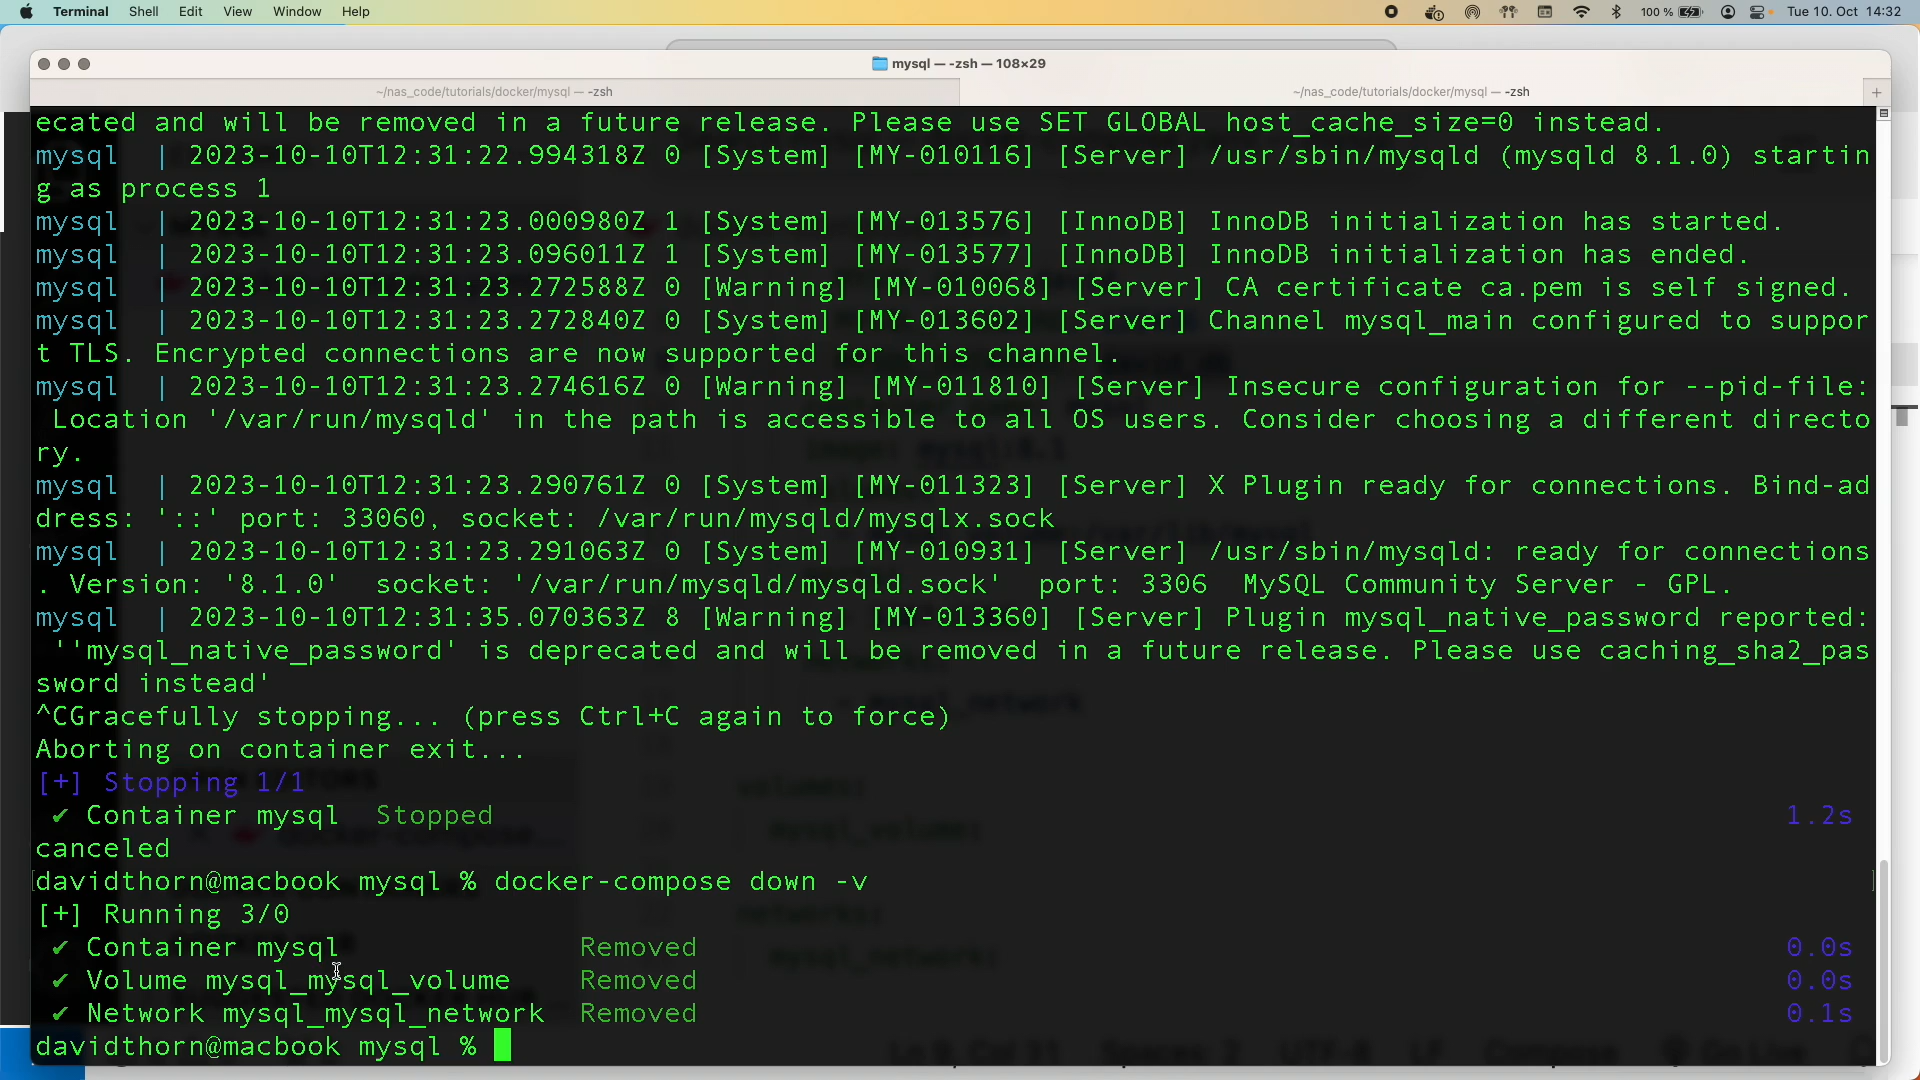 Terminal Shell Edit View Window Help 100 % Tue 10. Oct 14:32
mysql — -zsh — 108×29
~/nas_code/tutorials/docker/mysql — -zsh ~/nas_code/tutorials/docker/mysql — -zsh +
ecated and will be removed in a future release. Please use SET GLOBAL host_cache_size=0 instead.
mysql | 2023-10-10T12:31:22.994318Z 0 [System] [MY-010116] [Server] /usr/sbin/mysqld (mysqld 8.1.0) startin
g as process 1
mysql | 2023-10-10T12:31:23.000980Z 1 [System] [MY-013576] [InnoDB] InnoDB initialization has started.
mysql | 2023-10-10T12:31:23.096011Z 1 [System] [MY-013577] [InnoDB] InnoDB initialization has ended.
mysql | 2023-10-10T12:31:23.272588Z 0 [Warning] [MY-010068] [Server] CA certificate ca.pem is self signed.
mysql | 2023-10-10T12:31:23.272840Z 0 [System] [MY-013602] [Server] Channel mysql_main configured to suppor
t TLS. Encrypted connections are now supported for this channel.
mysql | 2023-10-10T12:31:23.274616Z 0 [Warning] [MY-011810] [Server] Insecure configuration for --pid-file:
Location '/var/run/mysqld' in the path is accessible to all OS users. Consider choosing a different directo
ry.
mysql | 2023-10-10T12:31:23.290761Z 0 [System] [MY-011323] [Server] X Plugin ready for connections. Bind-ad
dress: '::' port: 33060, socket: /var/run/mysqld/mysqlx.sock
mysql | 2023-10-10T12:31:23.291063Z 0 [System] [MY-010931] [Server] /usr/sbin/mysqld: ready for connections
. Version: '8.1.0'  socket: '/var/run/mysqld/mysqld.sock'  port: 3306  MySQL Community Server - GPL.
mysql | 2023-10-10T12:31:35.070363Z 8 [Warning] [MY-013360] [Server] Plugin mysql_native_password reported:
''mysql_native_password' is deprecated and will be removed in a future release. Please use caching_sha2_pas
sword instead'
^CGracefully stopping... (press Ctrl+C again to force)
Aborting on container exit...
[+] Stopping 1/1
✔ Container mysql Stopped 1.2s
canceled
davidthorn@macbook mysql % docker-compose down -v
[+] Running 3/0
✔ Container mysql Removed 0.0s
✔ Volume mysql_mysql_volume Removed 0.0s
✔ Network mysql_mysql_network Removed 0.1s
davidthorn@macbook mysql %